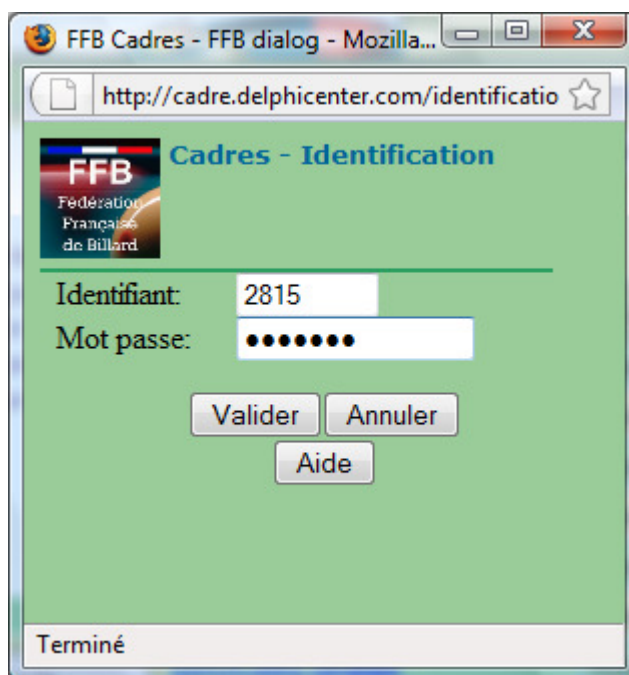 FFB Cadres - FFB dialog - Mozilla...
http://cadre.delphicenter.com/identificatio
FFB
Fédération
Française
de Billard
Cadres - Identification
Identifiant: 2815
Mot passe: •••••••
Valider Annuler
Aide
Terminé